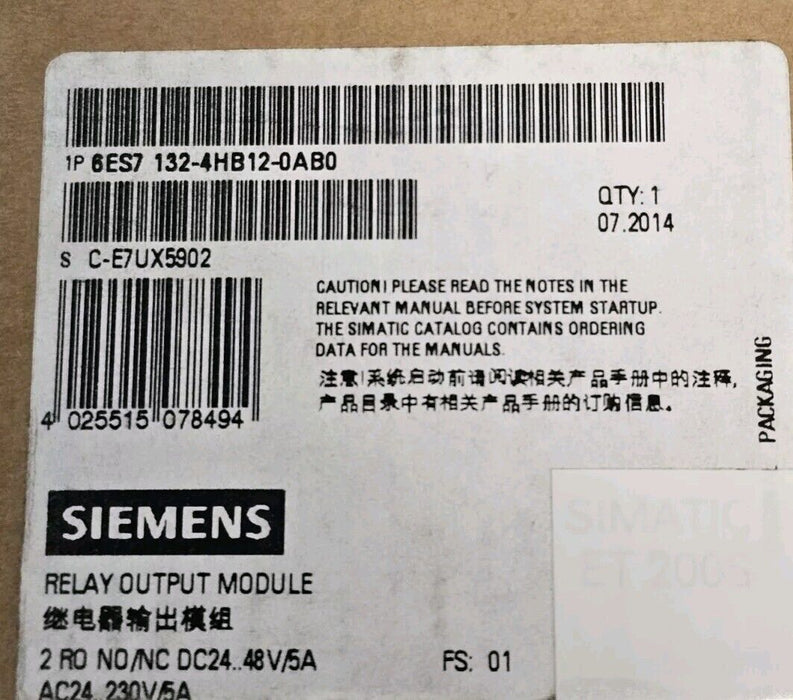 1P 6ES7 132-4HB12-0AB0
QTY: 1
07.2014
S C-E7UX5902
CAUTION! PLEASE READ THE NOTES IN THE
RELEVANT MANUAL BEFORE SYSTEM STARTUP.
THE SIMATIC CATALOG CONTAINS ORDERING
DATA FOR THE MANUALS.
注意!系统启动前请阅读相关产品手册中的注释,
产品目录中有相关产品手册的订购信息。
PACKAGING
4 025515 078494
SIEMENS
SIMATIC
ET 200S
RELAY OUTPUT MODULE
继电器输出模组
2 RO NO/NC DC24..48V/5A
FS: 01
AC24..230V/5A